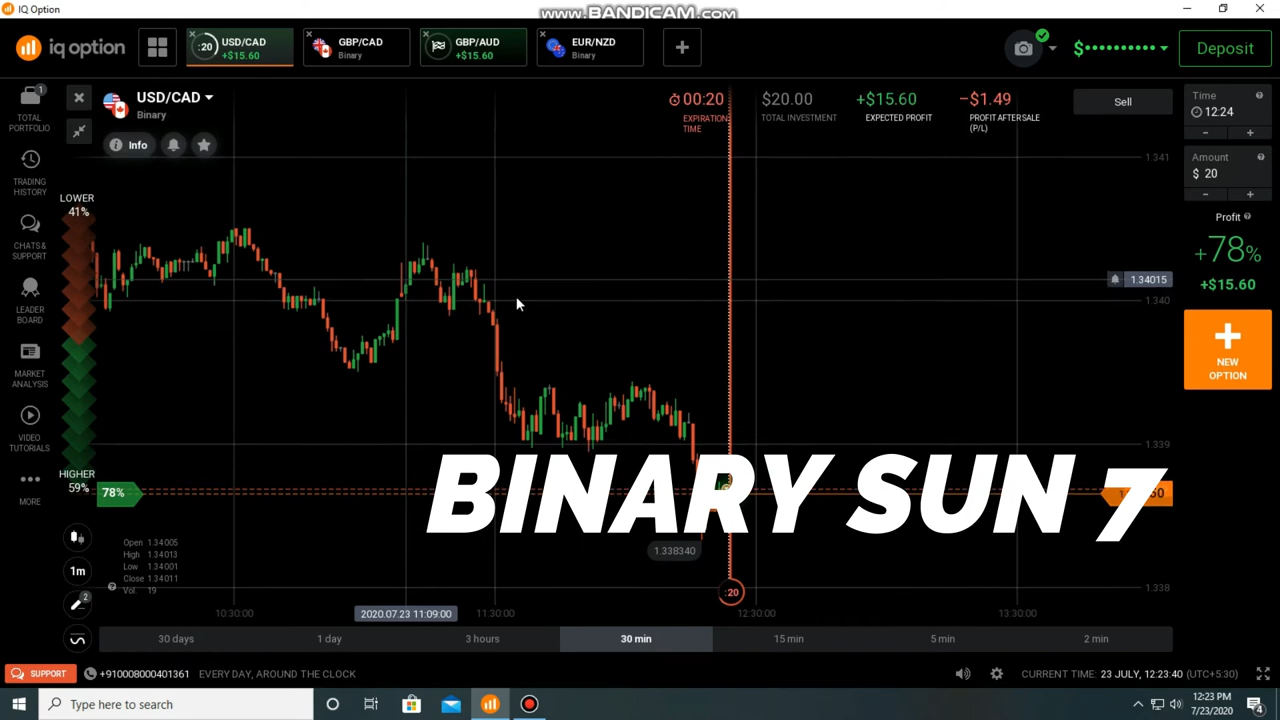 IQ Option
www.BANDICAM.com
iq option
:20
USD/CAD
+$15.60
GBP/CAD
Binary
GBP/AUD
+$15.60
EUR/NZD
Binary
$
Deposit
1
TOTAL
PORTFOLIO
TRADING
HISTORY
CHATS &
SUPPORT
LEADER
BOARD
MARKET
ANALYSIS
VIDEO
TUTORIALS
MORE
USD/CAD
Binary
Info
00:20
EXPIRATION
TIME
$20.00
TOTAL INVESTMENT
+$15.60
EXPECTED PROFIT
−$1.49
PROFIT AFTER SALE
(P/L)
Sell
LOWER
41%
HIGHER
59%
78%
1.341
1.34015
1.340
1.339
1.338
BINARY SUN 7
1.338340
:20
Open 1.34005
High 1.34013
Low 1.34001
Close 1.34011
Vol. 19
1m
2
10:30:00
2020.07.23 11:09:00
11:30:00
12:30:00
13:30:00
30 days
1 day
3 hours
30 min
15 min
5 min
2 min
Time
12:24
- +
Amount
$ 20
- +
Profit
+78%
+$15.60
NEW
OPTION
SUPPORT
+910008000401361
EVERY DAY, AROUND THE CLOCK
CURRENT TIME: 23 JULY, 12:23:40 (UTC+5:30)
Type here to search
12:23 PM
7/23/2020
4